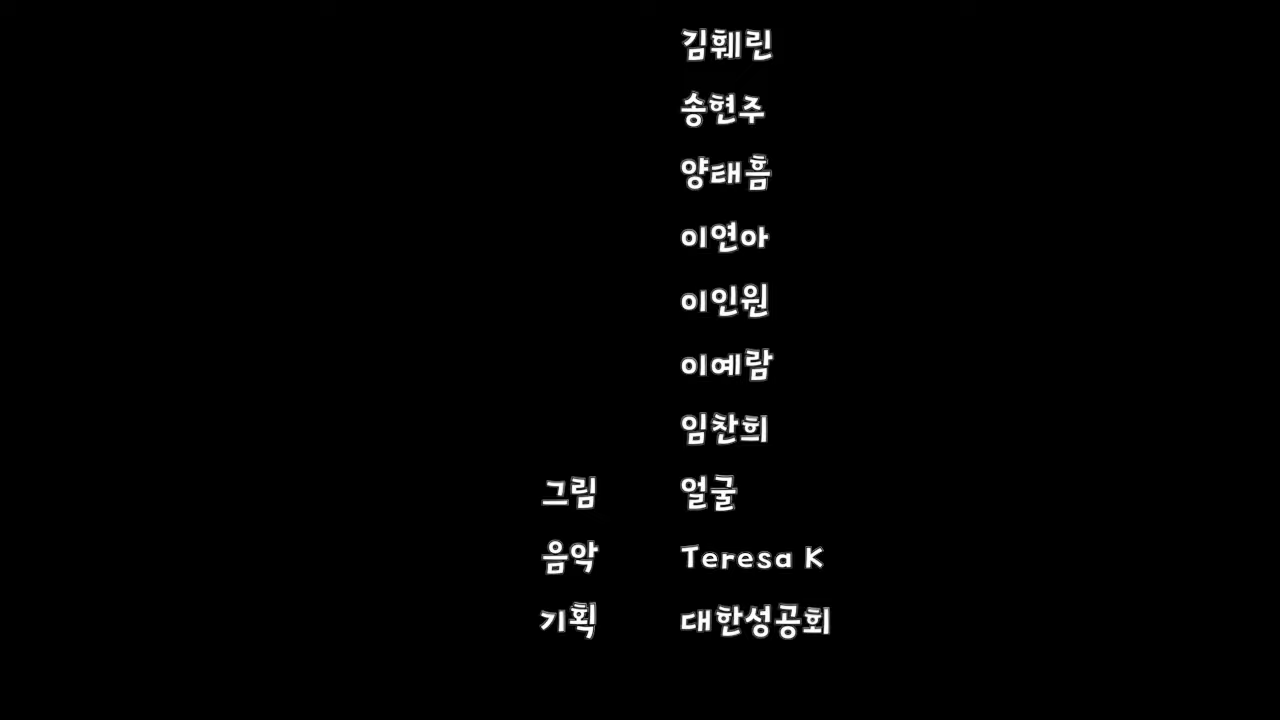 김훼린
송현주
양태흠
이연아
이인원
이예람
임찬희
그림 얼굴
음악 Teresa K
기획 대한성공회